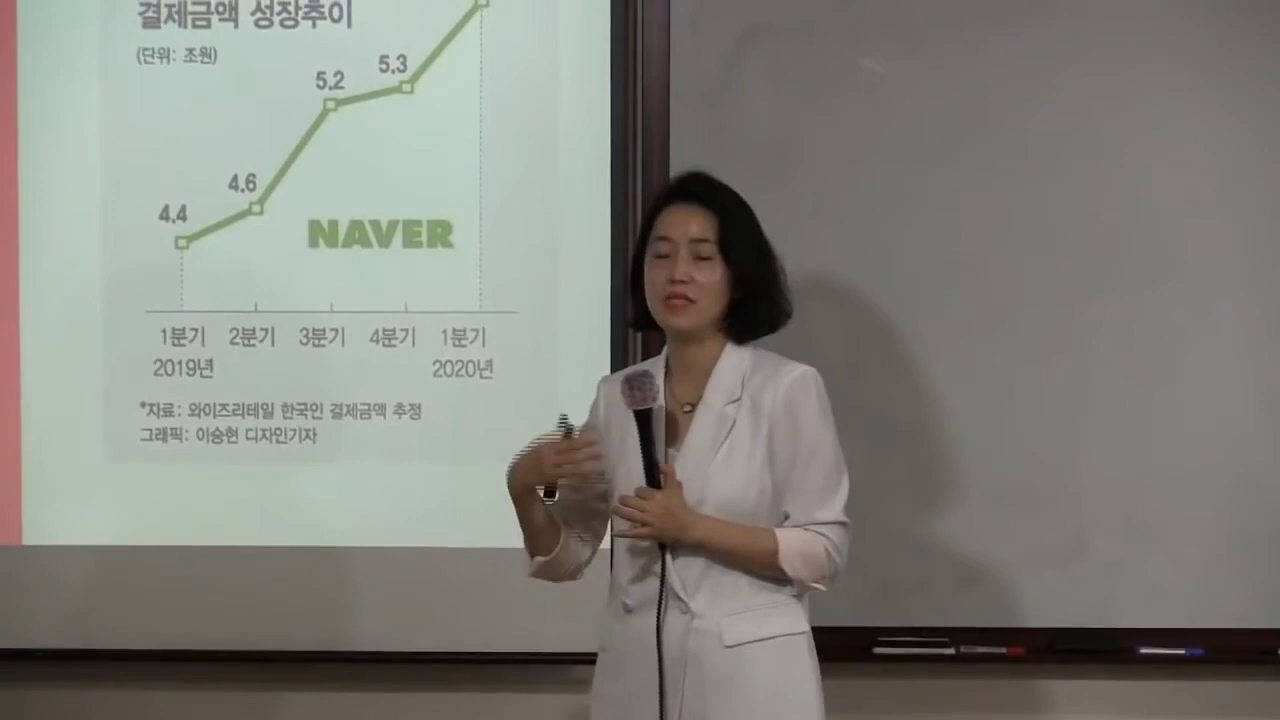 결제금액 성장추이
(단위: 조원)
5.3
5.2
4.6
4.4
NAVER
1분기 2분기 3분기 4분기 1분기
2019년 2020년
*자료: 와이즈리테일 한국인 결제금액 추정
그래픽: 이승현 디자인기자